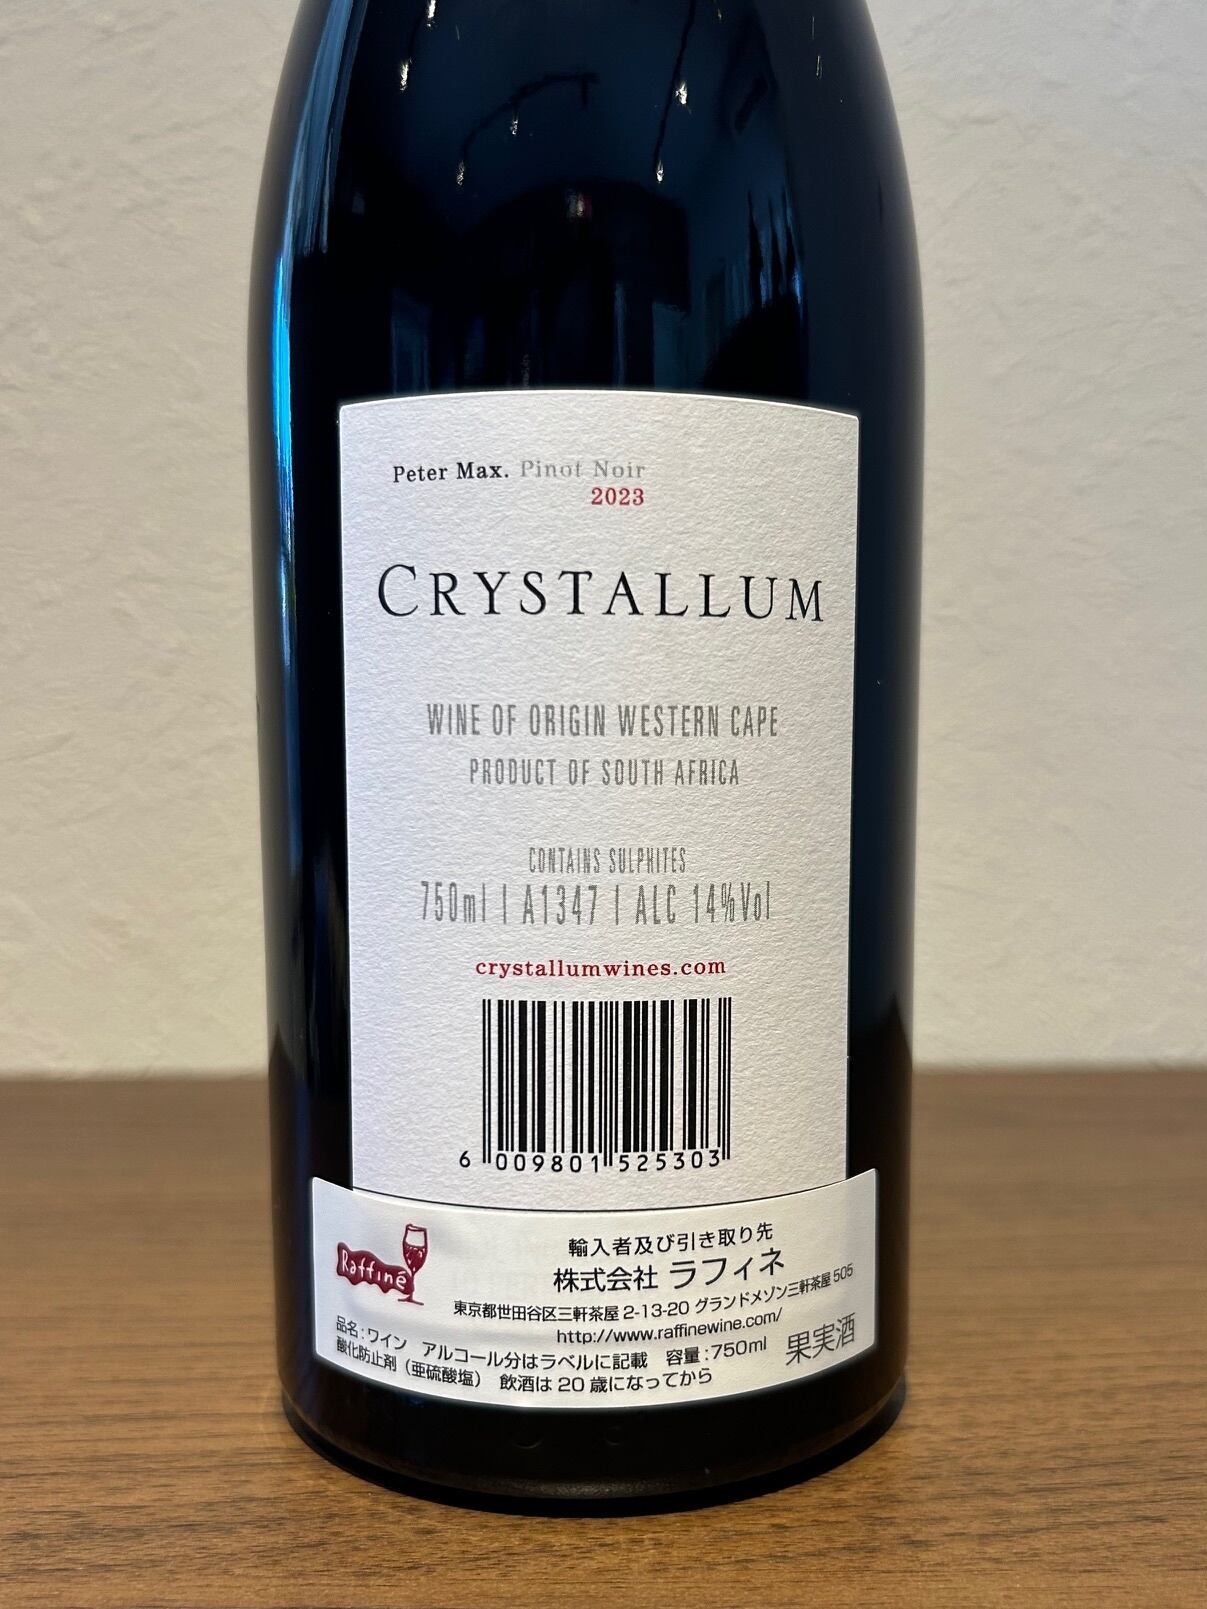 Peter Max. Pinot Noir
2023
CRYSTALLUM
WINE OF ORIGIN WESTERN CAPE
PRODUCT OF SOUTH AFRICA
CONTAINS SULPHITES
750ml | A1347 | ALC 14%Vol
crystallumwines.com
6 009801 525303
Raffiné
輸入者及び引き取り先
株式会社 ラフィネ
東京都世田谷区三軒茶屋 2-13-20 グランドメゾン三軒茶屋 505
http://www.raffinewine.com/
品名:ワイン アルコール分はラベルに記載 容量:750ml
酸化防止剤(亜硫酸塩) 飲酒は 20 歳になってから
果実酒